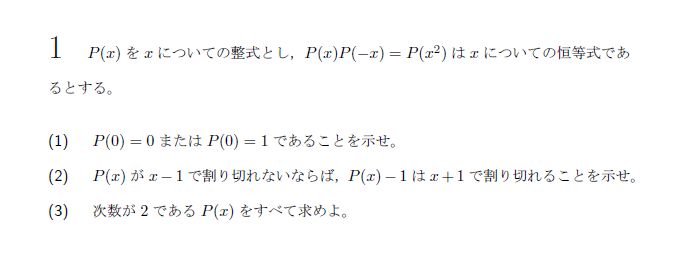 1 P(x) を x についての整式とし，P(x)P(−x) = P(x²) は x についての恒等式であ
るとする。
(1) P(0) = 0 または P(0) = 1 であることを示せ。
(2) P(x) が x − 1 で割り切れないならば，P(x) − 1 は x + 1 で割り切れることを示せ。
(3) 次数が 2 である P(x) をすべて求めよ。